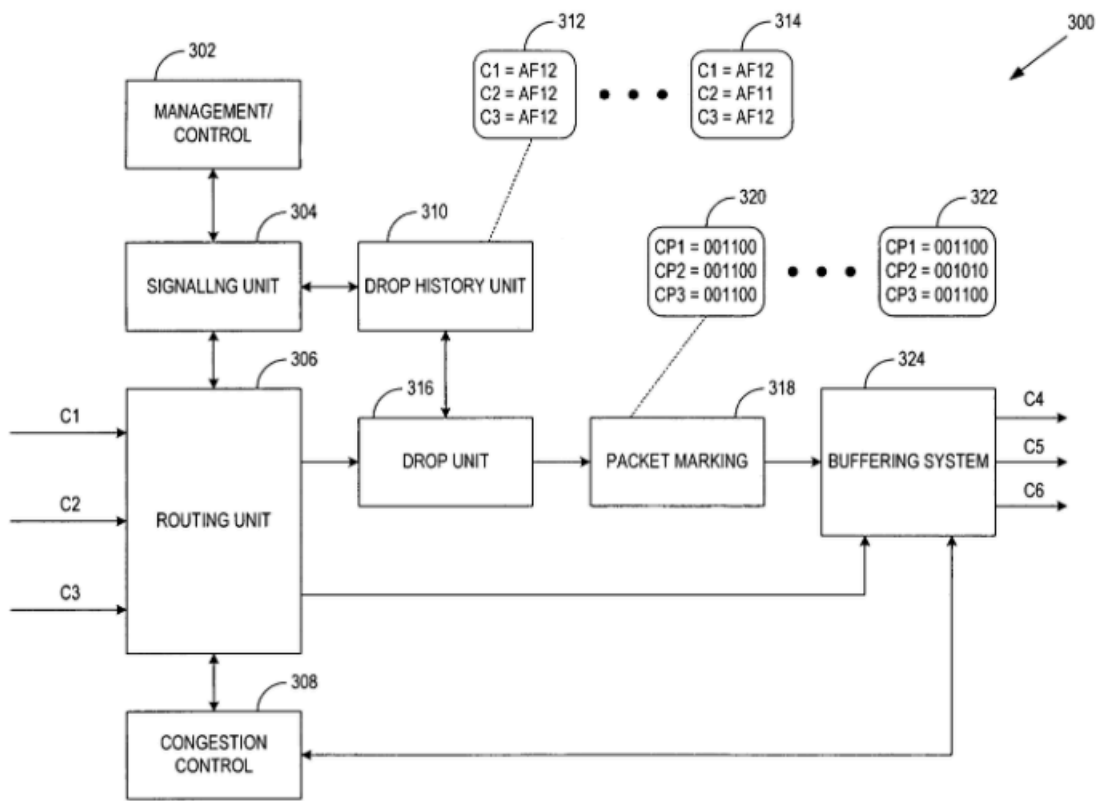 312
314
300
302
C1 = AF12
C2 = AF12
C3 = AF12
C1 = AF12
C2 = AF11
C3 = AF12
MANAGEMENT/
CONTROL
304
310
320
322
SIGNALLNG UNIT
DROP HISTORY UNIT
CP1 = 001100
CP2 = 001100
CP3 = 001100
CP1 = 001100
CP2 = 001010
CP3 = 001100
306
316
318
324
C1
C2
C3
ROUTING UNIT
DROP UNIT
PACKET MARKING
BUFFERING SYSTEM
C4
C5
C6
308
CONGESTION
CONTROL